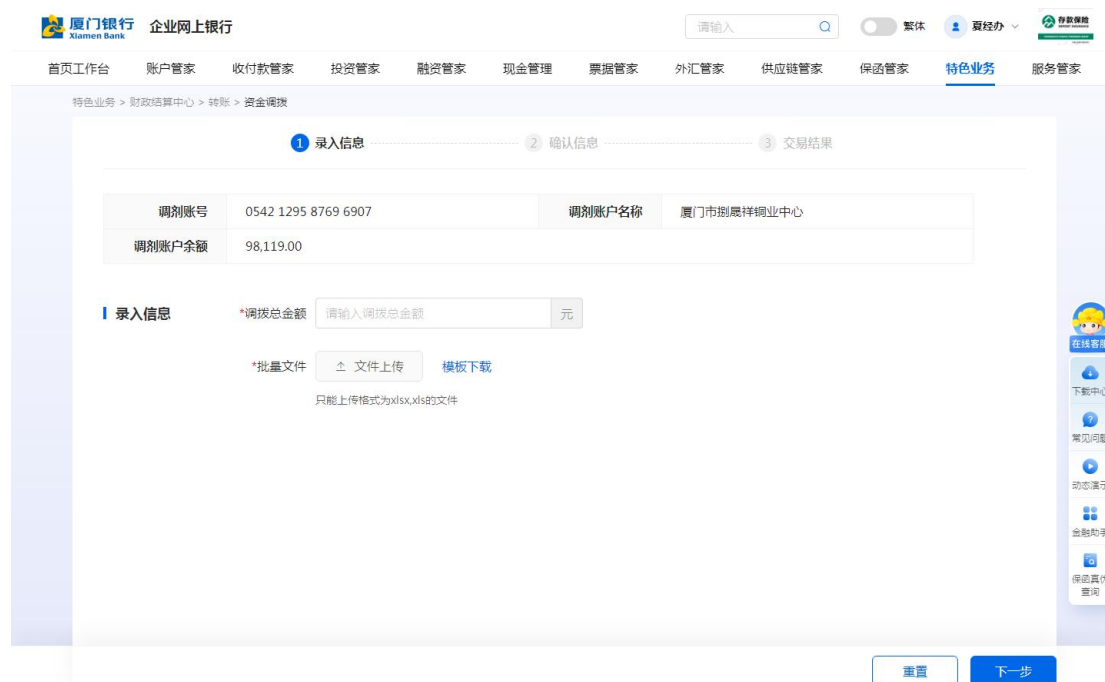 厦门银行 企业网上银行 请输入 繁体 夏经办 存款保险
Xiamen Bank
首页工作台 账户管家 收付款管家 投资管家 融资管家 现金管理 票据管家 外汇管家 供应链管家 保函管家 特色业务 服务管家
特色业务 > 财政结算中心 > 转账 > 资金调拨
1 录入信息 2 确认信息 3 交易结果
调剂账号 0542 1295 8769 6907 调剂账户名称 厦门市捌晟祥铜业中心
调剂账户余额 98,119.00
录入信息 *调拨总金额 请输入调拨总金额 元
*批量文件 文件上传 模板下载
只能上传格式为xlsx,xls的文件
在线客服
下载中心
常见问题
动态演示
金融助手
保函真伪
查询
重置 下一步